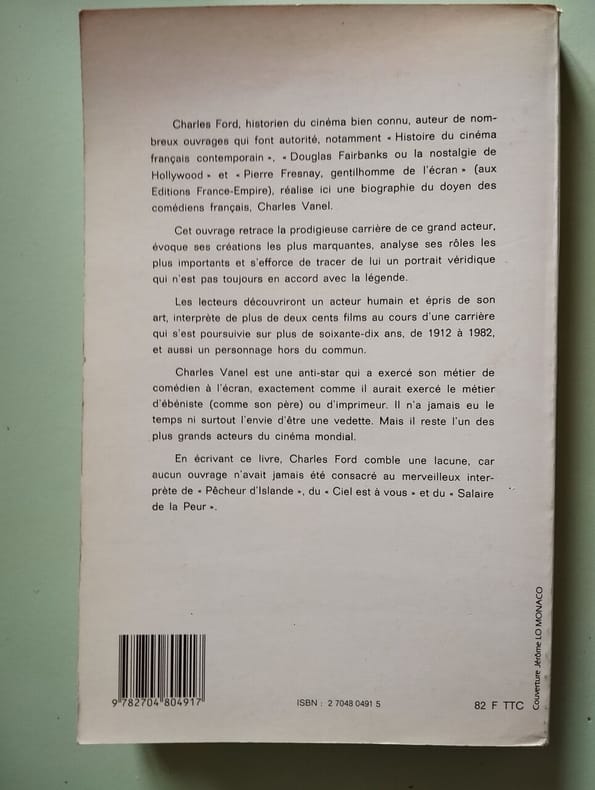 Charles Ford, historien du cinéma bien connu, auteur de nom-
breux ouvrages qui font autorité, notamment « Histoire du cinéma
français contemporain », « Douglas Fairbanks ou la nostalgie de
Hollywood » et « Pierre Fresnay, gentilhomme de l'écran » (aux
Editions France-Empire), réalise ici une biographie du doyen des
comédiens français, Charles Vanel.
Cet ouvrage retrace la prodigieuse carrière de ce grand acteur,
évoque ses créations les plus marquantes, analyse ses rôles les
plus importants et s'efforce de tracer de lui un portrait véridique
qui n'est pas toujours en accord avec la légende.
Les lecteurs découvriront un acteur humain et épris de son
art, interprète de plus de deux cents films au cours d'une carrière
qui s'est poursuivie sur plus de soixante-dix ans, de 1912 à 1982,
et aussi un personnage hors du commun.
Charles Vanel est une anti-star qui a exercé son métier de
comédien à l'écran, exactement comme il aurait exercé le métier
d'ébéniste (comme son père) ou d'imprimeur. Il n'a jamais eu le
temps ni surtout l'envie d'être une vedette. Mais il reste l'un des
plus grands acteurs du cinéma mondial.
En écrivant ce livre, Charles Ford comble une lacune, car
aucun ouvrage n'avait jamais été consacré au merveilleux inter-
prète de « Pêcheur d'Islande », du « Ciel est à vous » et du « Salaire
de la Peur ».
9 782704 804917
ISBN : 2 7048 0491 5
82 F TTC
Couverture Jérôme LO MONACO